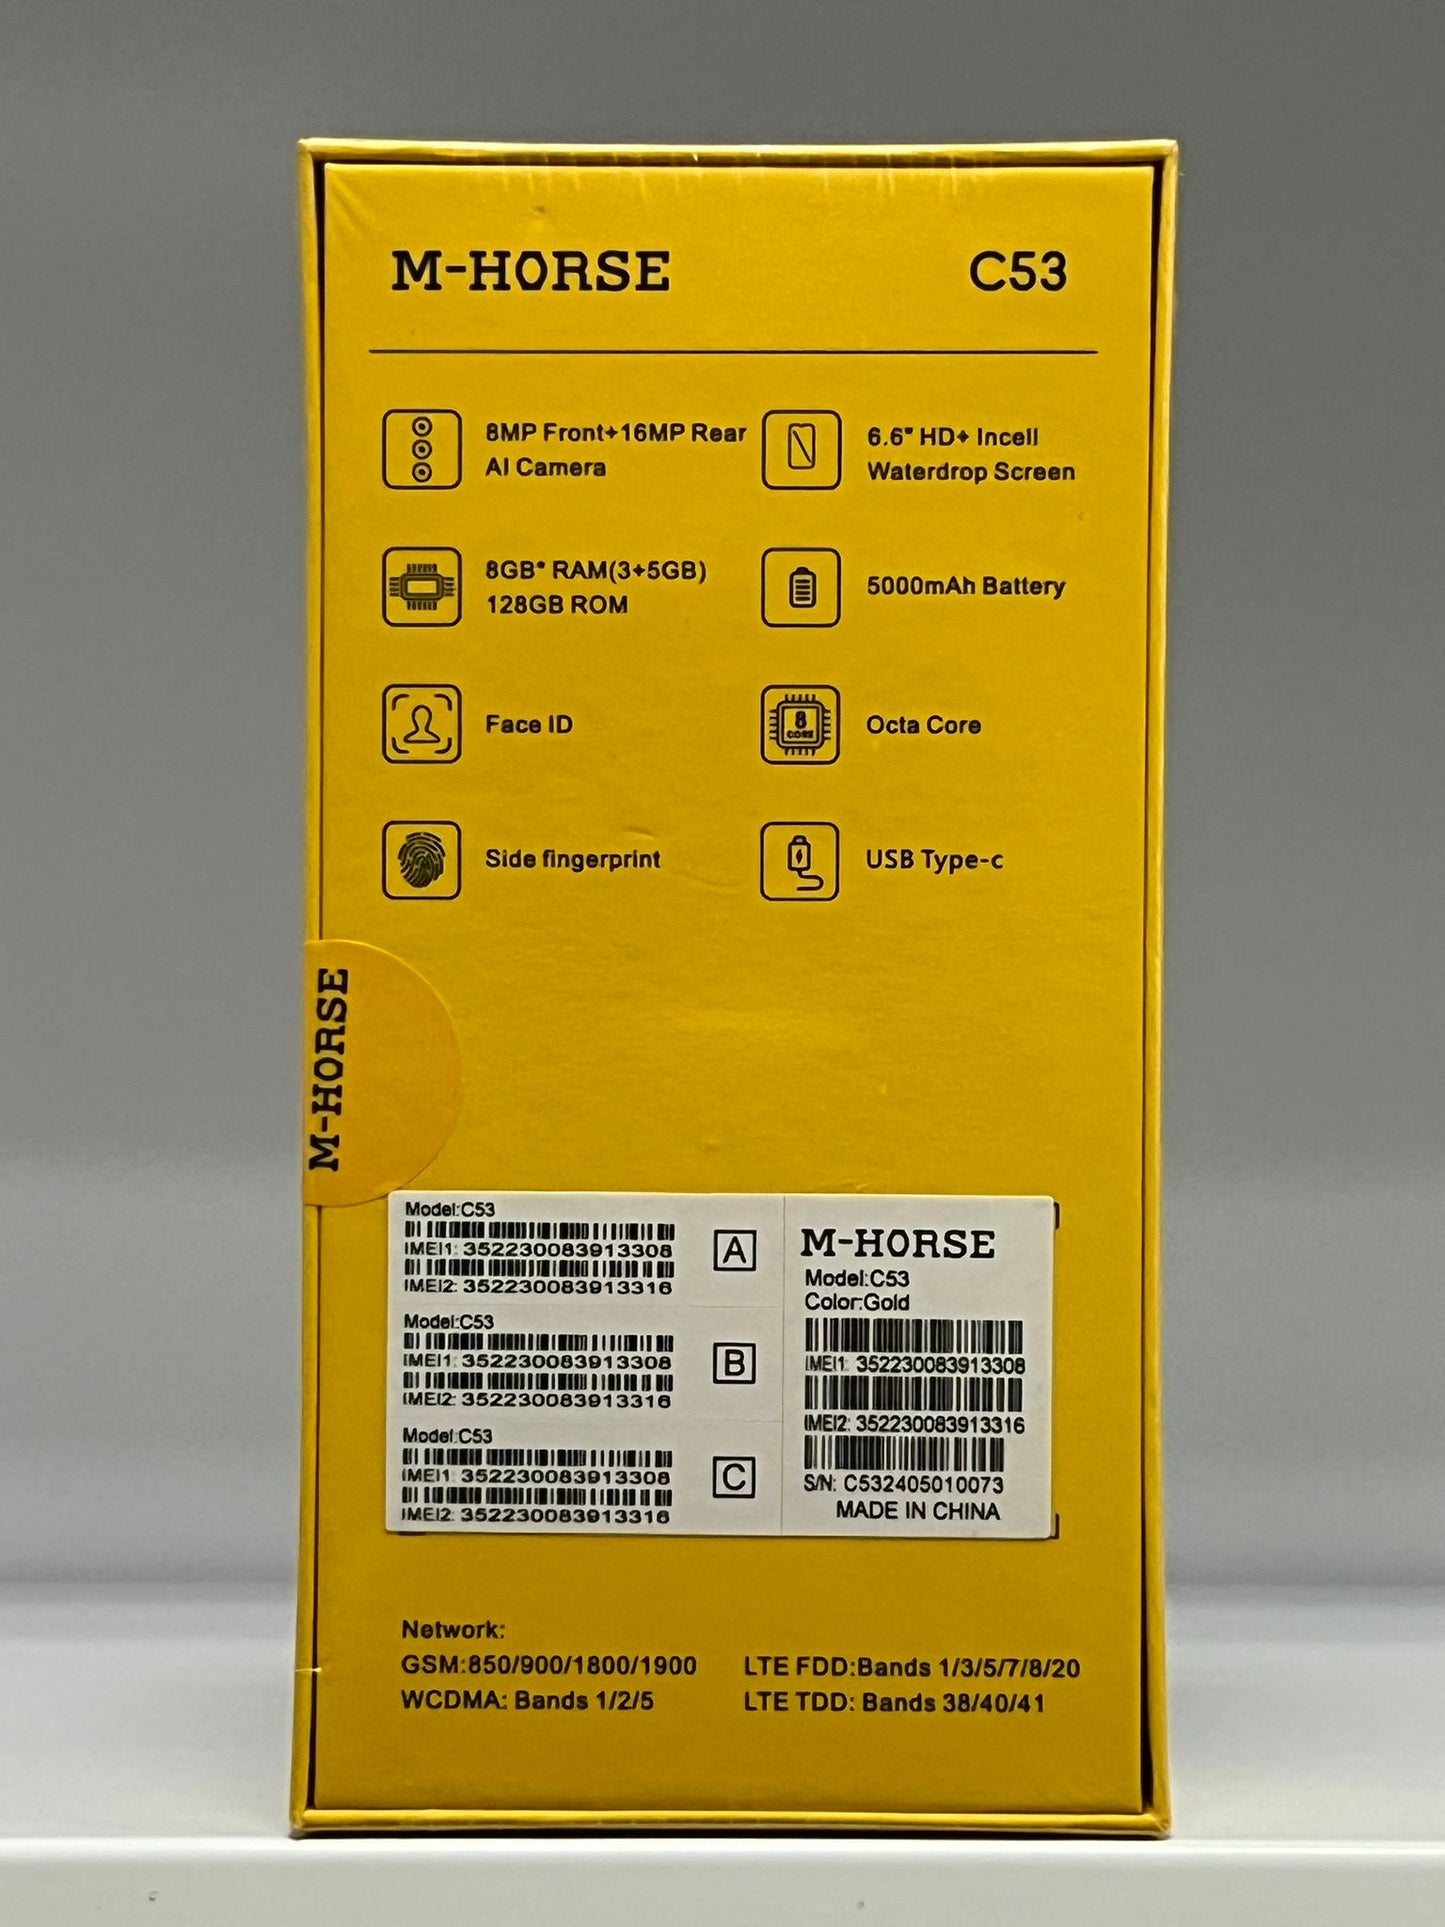 M-HORSE C53
8MP Front+16MP Rear
AI Camera
6.6" HD+ Incell
Waterdrop Screen
8GB* RAM(3+5GB)
128GB ROM
5000mAh Battery
Face ID
8
CORE
Octa Core
Side fingerprint
USB Type-c
M-HORSE
Model:C53
IMEI1: 352230083913308
IMEI2: 352230083913316
A
Model:C53
IMEI1: 352230083913308
IMEI2: 352230083913316
B
Model:C53
IMEI1: 352230083913308
IMEI2: 352230083913316
C
M-HORSE
Model:C53
Color:Gold
IMEI1: 352230083913308
IMEI2: 352230083913316
S/N: C532405010073
MADE IN CHINA
Network:
GSM:850/900/1800/1900
WCDMA: Bands 1/2/5
LTE FDD:Bands 1/3/5/7/8/20
LTE TDD: Bands 38/40/41